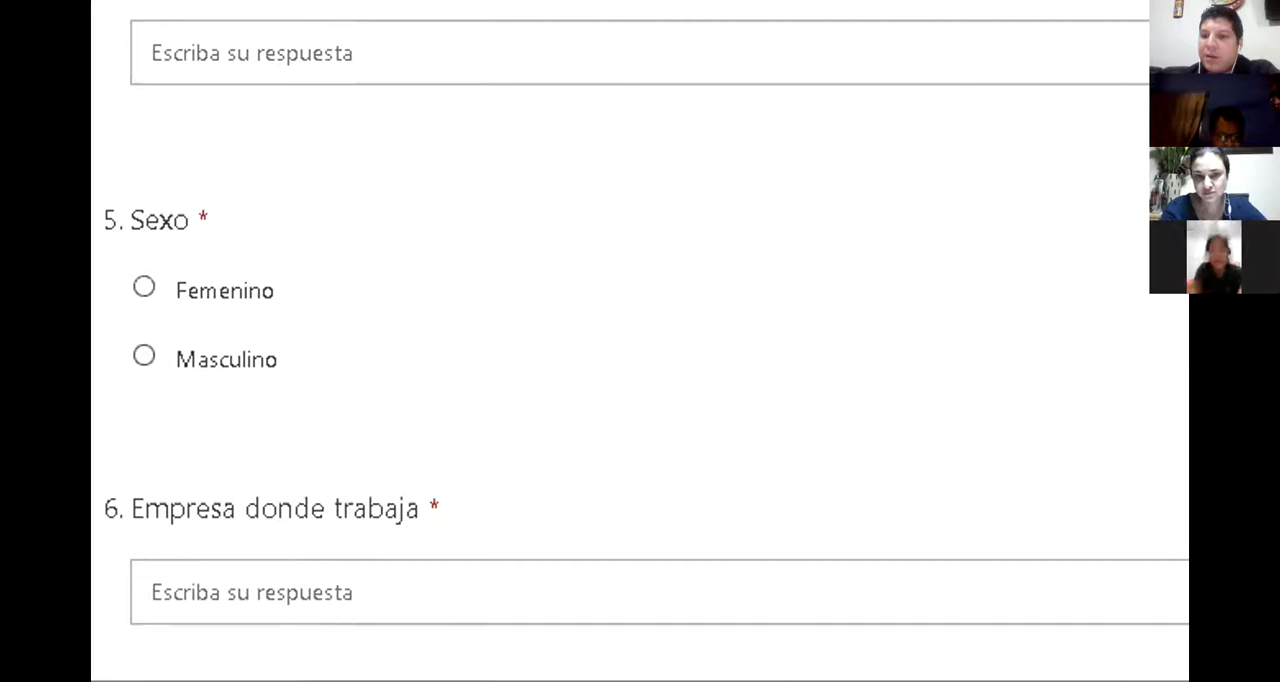 Escriba su respuesta
5. Sexo *
Femenino
Masculino
6. Empresa donde trabaja *
Escriba su respuesta